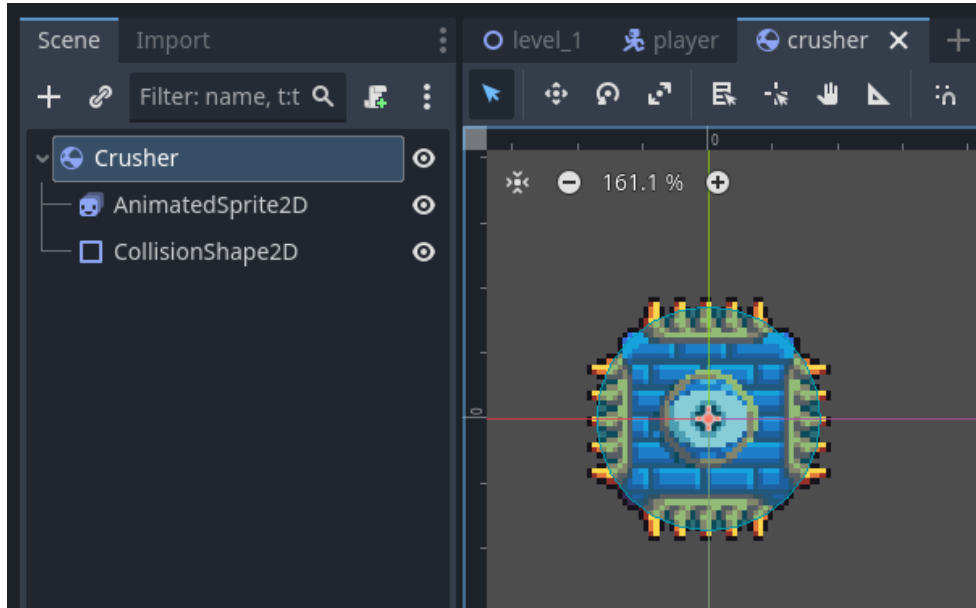 Scene Import
level_1 player crusher
Filter: name, t:t
Crusher
0
161.1 %
AnimatedSprite2D
CollisionShape2D
0